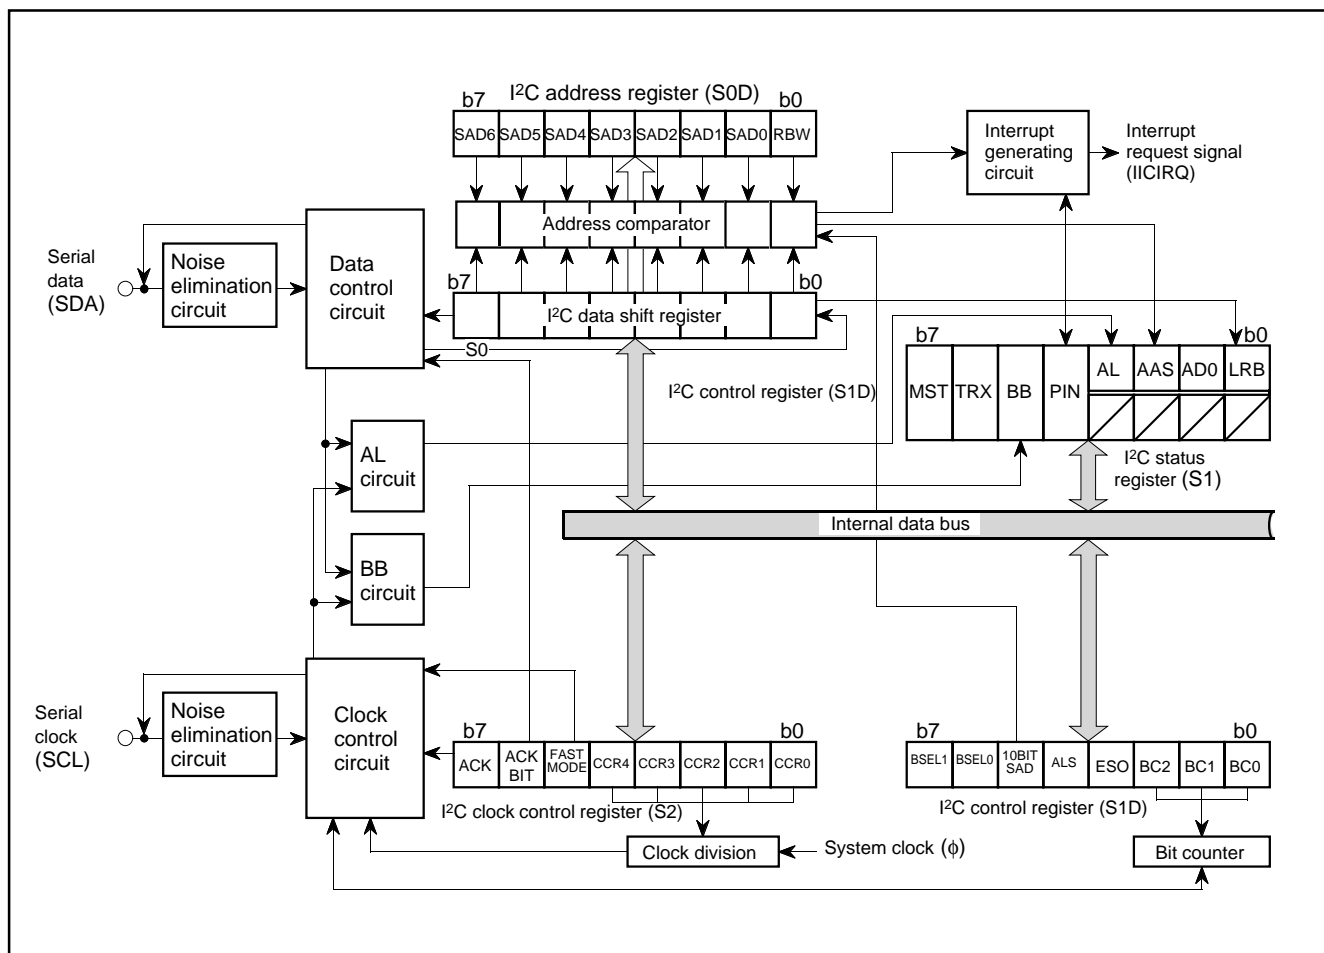 I2C address register (S0D)
b7
b0
SAD6 SAD5 SAD4 SAD3 SAD2 SAD1 SAD0 RBW
Interrupt
generating
circuit
Interrupt
request signal
(IICIRQ)
Address comparator
Serial
data
(SDA)
Noise
elimination
circuit
Data
control
circuit
b7
b0
I2C data shift register
S0
b7
b0
MST TRX BB PIN AL AAS AD0 LRB
I2C control register (S1D)
AL
circuit
I2C status
register (S1)
Internal data bus
BB
circuit
Serial
clock
(SCL)
Noise
elimination
circuit
Clock
control
circuit
b7
b0
ACK
ACK
BIT
FAST
MODE
CCR4 CCR3 CCR2 CCR1 CCR0
I2C clock control register (S2)
b7
b0
BSEL1 BSEL0
10BIT
SAD
ALS ESO BC2 BC1 BC0
I2C control register (S1D)
Clock division
System clock (ϕ)
Bit counter